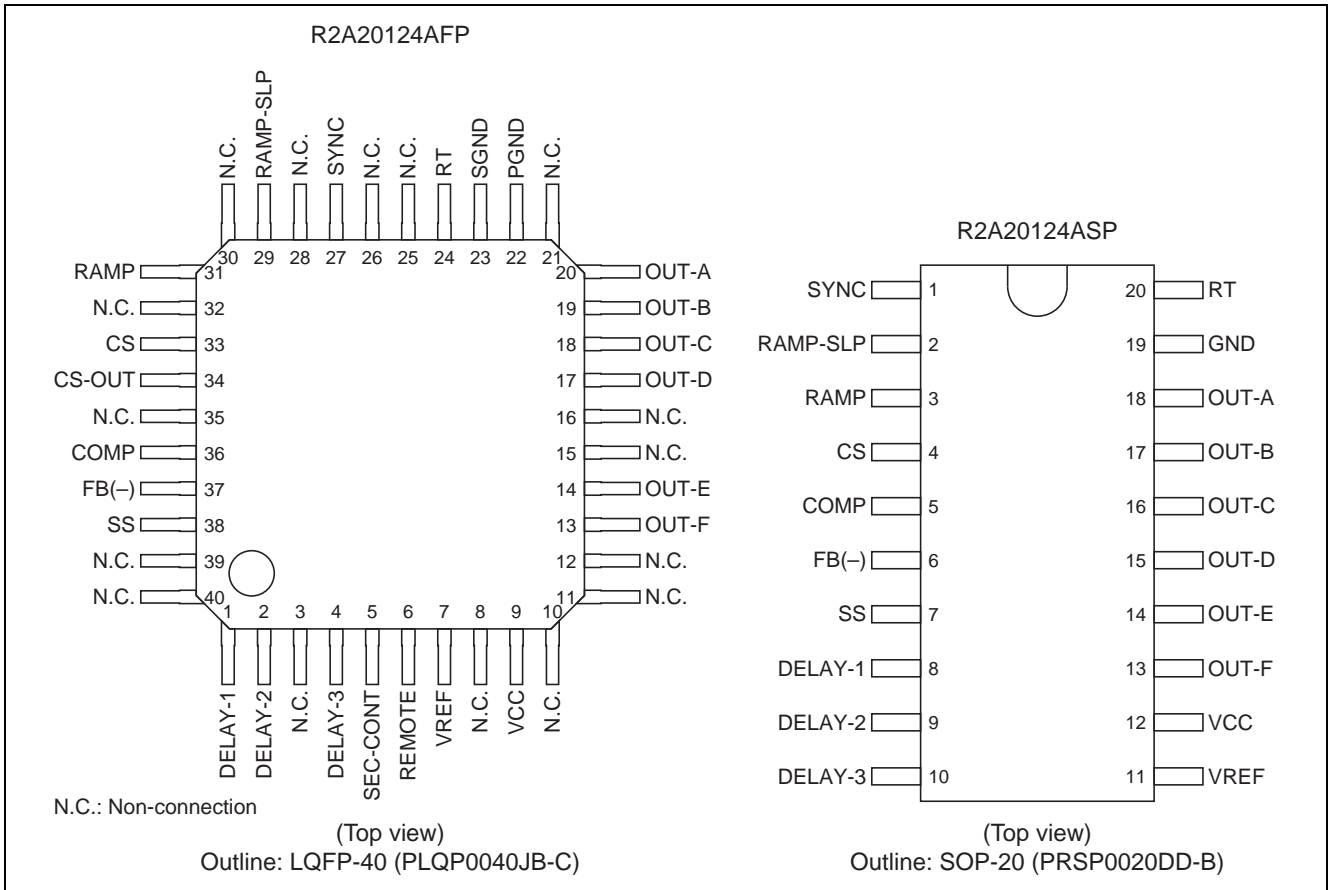 R2A20124AFP
N.C.
RAMP-SLP
N.C.
SYNC
N.C.
N.C.
RT
SGND
PGND
N.C.
30 29 28 27 26 25 24 23 22 21
RAMP 31
N.C. 32
CS 33
CS-OUT 34
N.C. 35
COMP 36
FB(–) 37
SS 38
N.C. 39
N.C. 40
20 OUT-A
19 OUT-B
18 OUT-C
17 OUT-D
16 N.C.
15 N.C.
14 OUT-E
13 OUT-F
12 N.C.
11 N.C.
1 2 3 4 5 6 7 8 9 10
DELAY-1
DELAY-2
N.C.
DELAY-3
SEC-CONT
REMOTE
VREF
N.C.
VCC
N.C.
N.C.: Non-connection
(Top view)
Outline: LQFP-40 (PLQP0040JB-C)
R2A20124ASP
SYNC 1 20 RT
RAMP-SLP 2 19 GND
RAMP 3 18 OUT-A
CS 4 17 OUT-B
COMP 5 16 OUT-C
FB(–) 6 15 OUT-D
SS 7 14 OUT-E
DELAY-1 8 13 OUT-F
DELAY-2 9 12 VCC
DELAY-3 10 11 VREF
(Top view)
Outline: SOP-20 (PRSP0020DD-B)